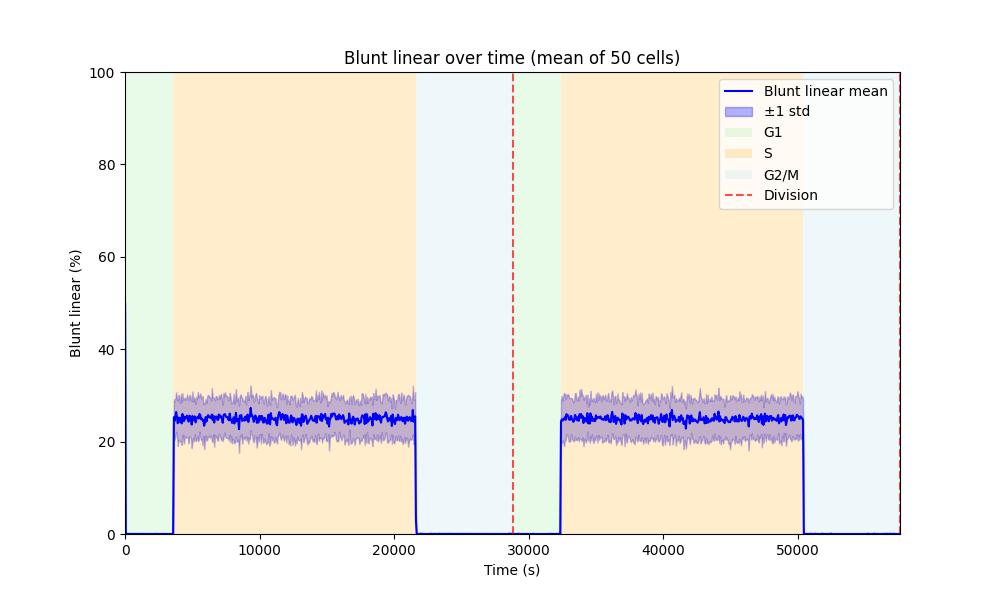 Blunt linear over time (mean of 50 cells)
Blunt linear (%)
100
80
60
40
20
0
Blunt linear mean
±1 std
G1
S
G2/M
Division
0 10000 20000 30000 40000 50000
Time (s)